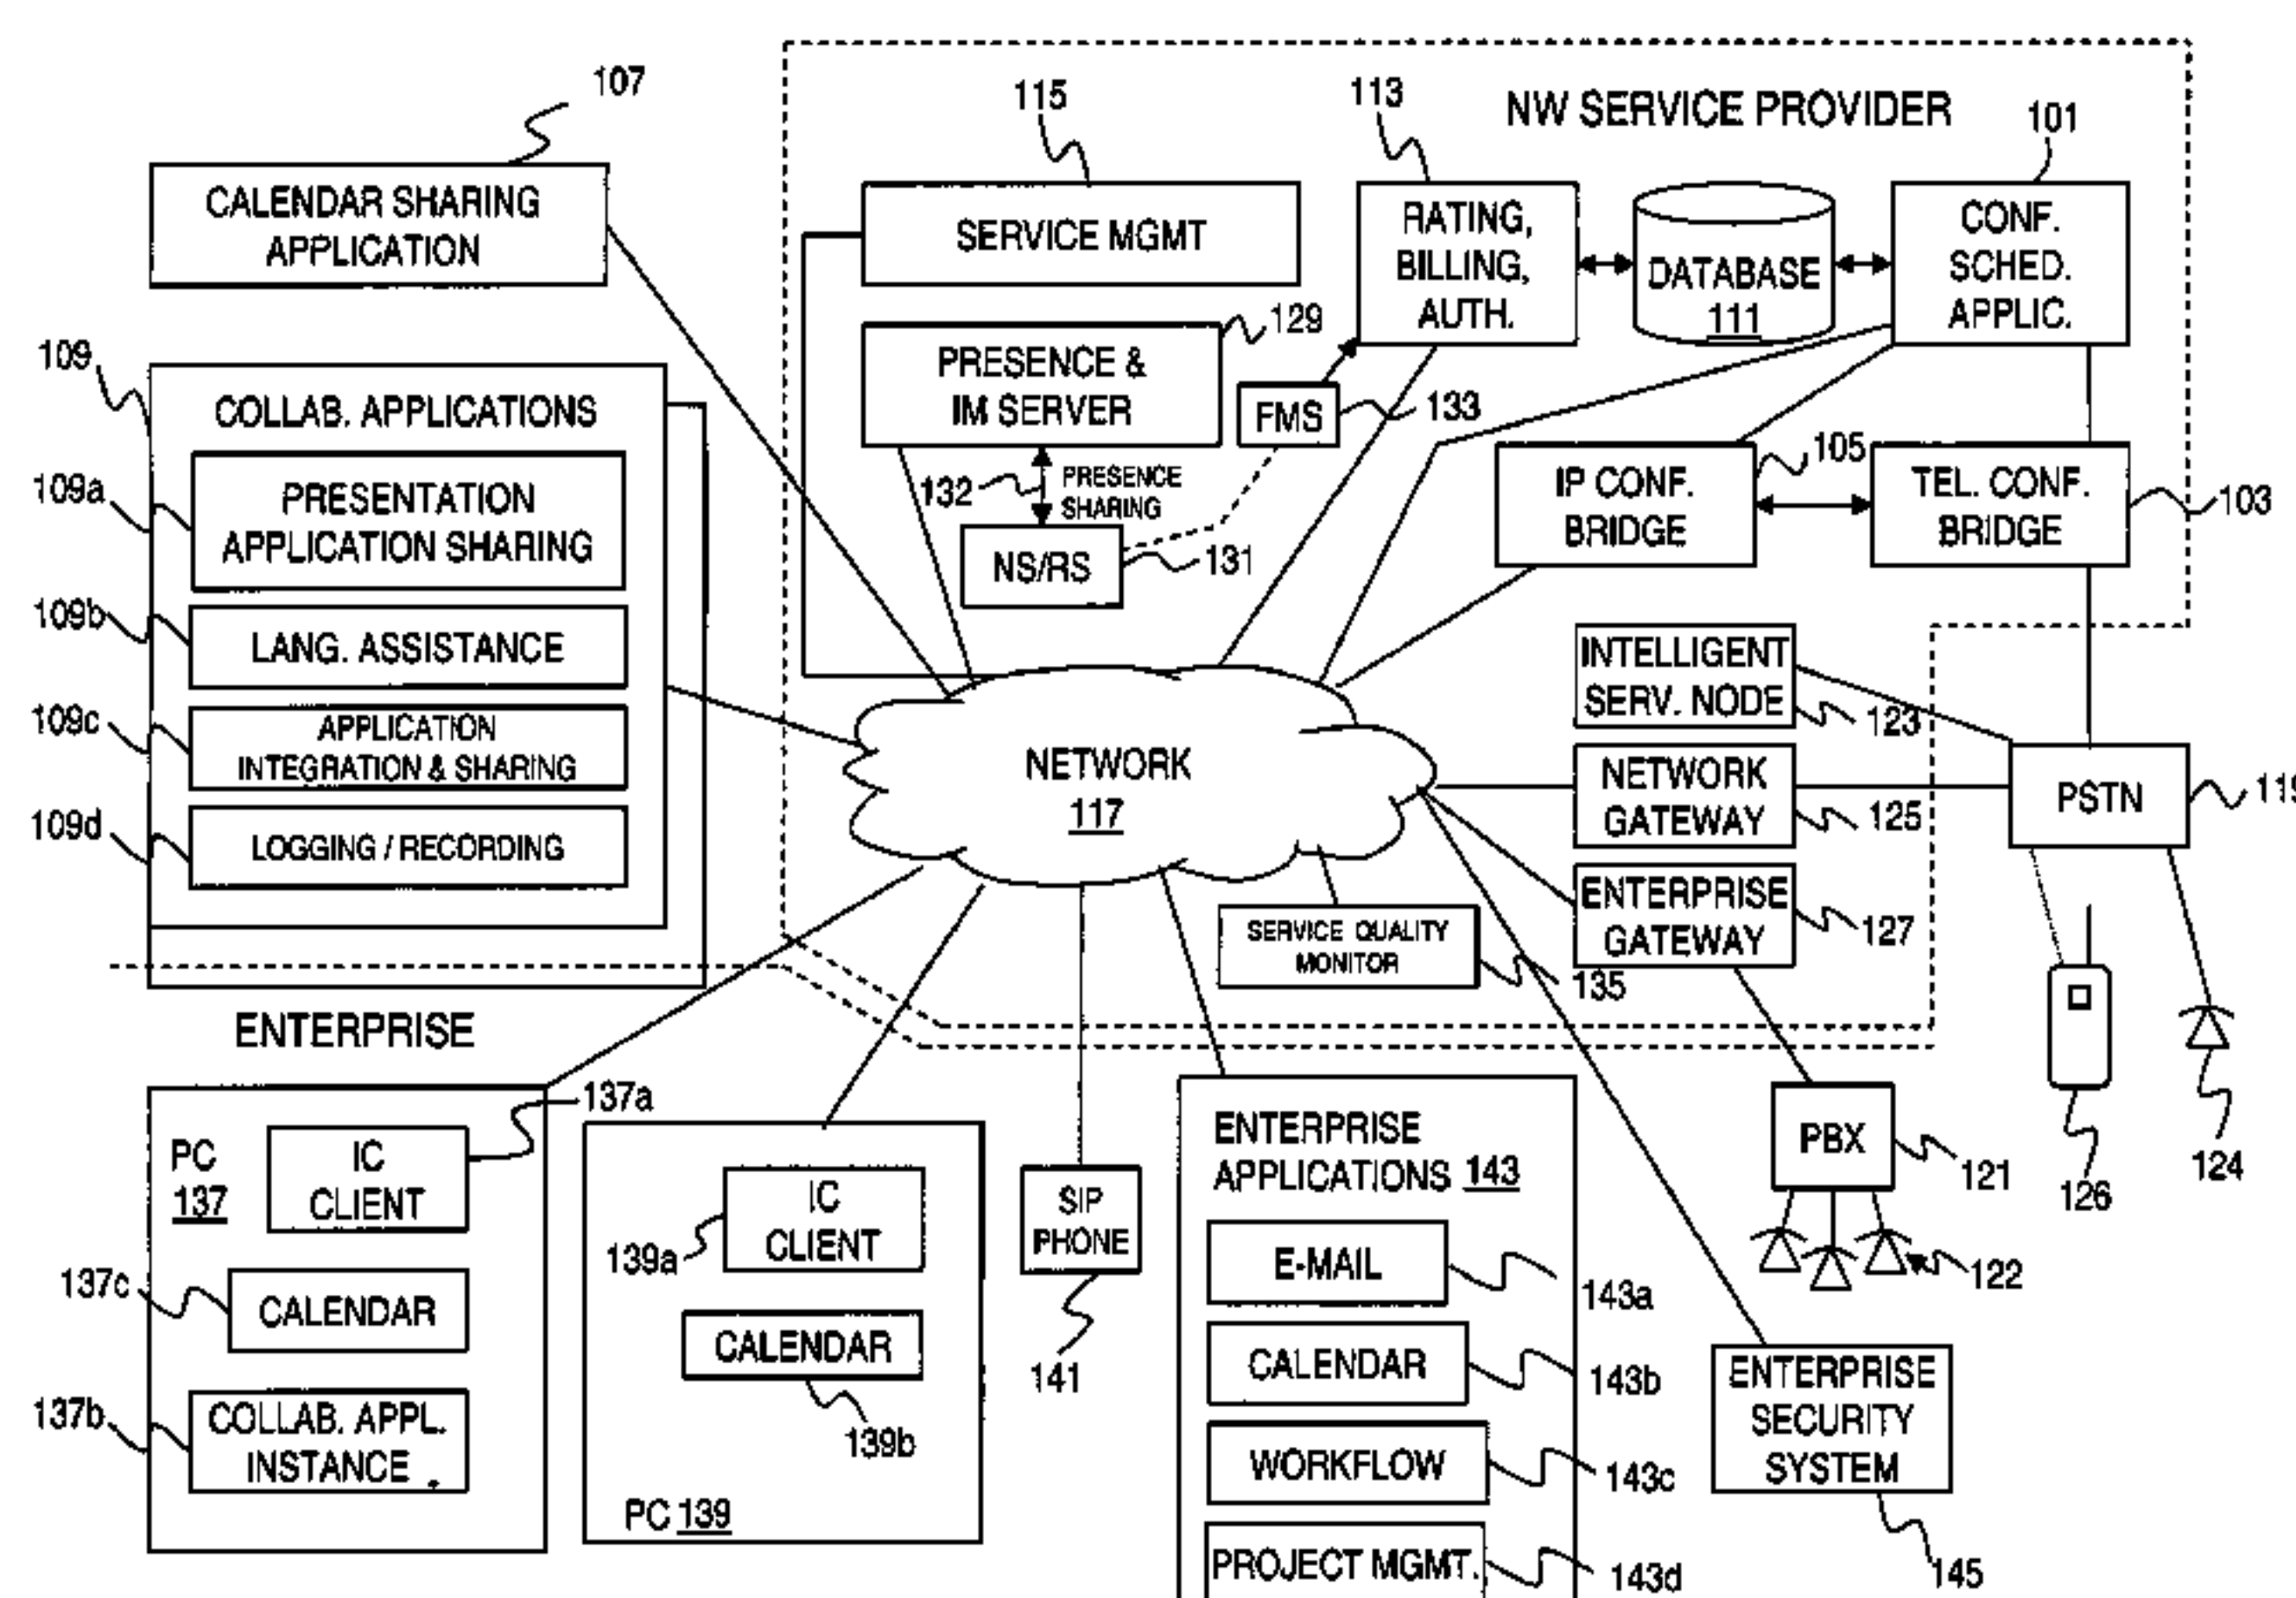 107
CALENDAR SHARING
APPLICATION
NW SERVICE PROVIDER
115
SERVICE MGMT
113
RATING,
BILLING,
AUTH.
DATABASE
111
101
CONF.
SCHED.
APPLIC.
129
PRESENCE &
IM SERVER
FMS
133
132
PRESENCE
SHARING
NS/RS
131
IP CONF.
BRIDGE
105
TEL. CONF.
BRIDGE
103
109
COLLAB. APPLICATIONS
109a
PRESENTATION
APPLICATION SHARING
109b
LANG. ASSISTANCE
109c
APPLICATION
INTEGRATION & SHARING
109d
LOGGING / RECORDING
NETWORK
117
INTELLIGENT
SERV. NODE
123
NETWORK
GATEWAY
125
ENTERPRISE
GATEWAY
127
PSTN
119
SERVICE QUALITY
MONITOR
135
126
124
ENTERPRISE
PC
137
IC
CLIENT
137a
137c
CALENDAR
137b
COLLAB. APPL.
INSTANCE
IC
CLIENT
139a
CALENDAR
139b
PC 139
SIP
PHONE
141
ENTERPRISE
APPLICATIONS 143
E-MAIL
143a
CALENDAR
143b
WORKFLOW
143c
PROJECT MGMT.
143d
PBX
121
122
ENTERPRISE
SECURITY
SYSTEM
145